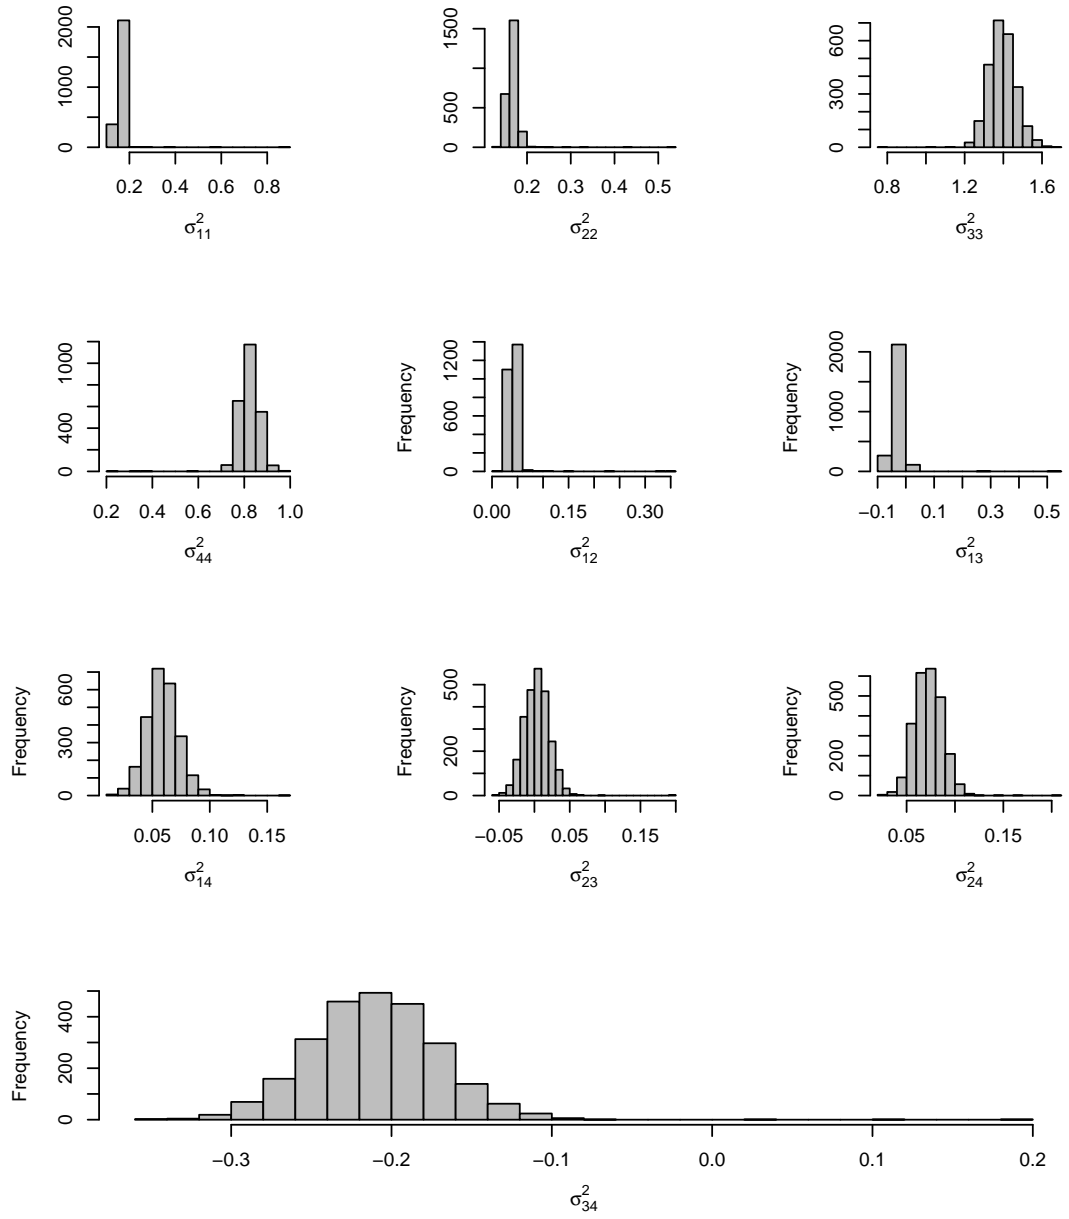 2000
1000
0
0.2 0.4 0.6 0.8
σ²₁₁
1500
500
0
0.2 0.3 0.4 0.5
σ²₂₂
600
300
0
0.8 1.2 1.6
σ²₃₃
1000
400
0
0.2 0.4 0.6 0.8 1.0
σ²₄₄
Frequency
1200
600
0
0.00 0.15 0.30
σ²₁₂
Frequency
2000
1000
0
−0.1 0.1 0.3 0.5
σ²₁₃
Frequency
600
300
0
0.05 0.10 0.15
σ²₁₄
Frequency
500
200
0
−0.05 0.05 0.15
σ²₂₃
Frequency
500
200
0
0.05 0.15
σ²₂₄
Frequency
400
200
0
−0.3 −0.2 −0.1 0.0 0.1 0.2
σ²₃₄